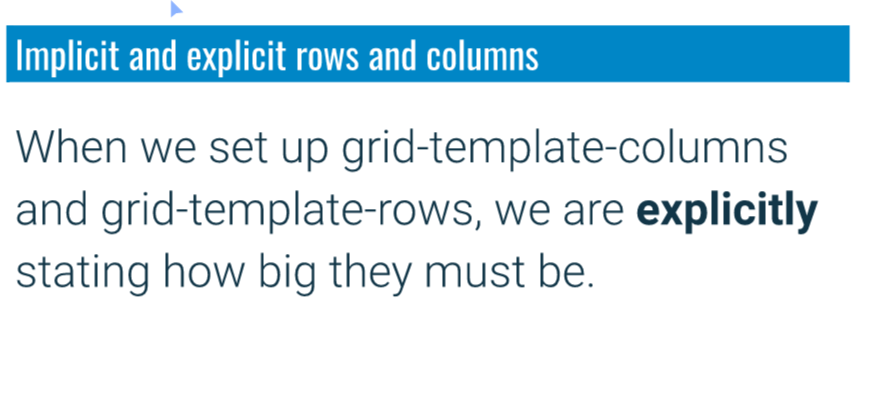 Implicit and explicit rows and columns
When we set up grid-template-columns
and grid-template-rows, we are explicitly
stating how big they must be.